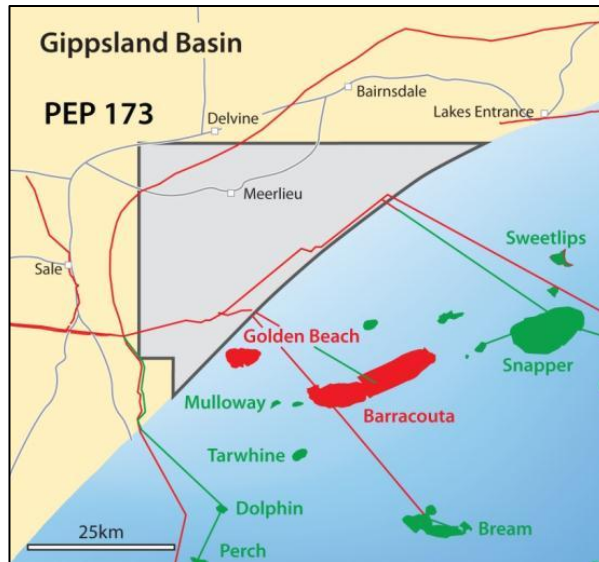 Gippsland Basin
PEP 173
Bairnsdale
Delvine
Lakes Entrance
Meerlieu
Sweetlips
Sale
Golden Beach
Snapper
Mulloway
Barracouta
Tarwhine
Dolphin
25km
Bream
Perch